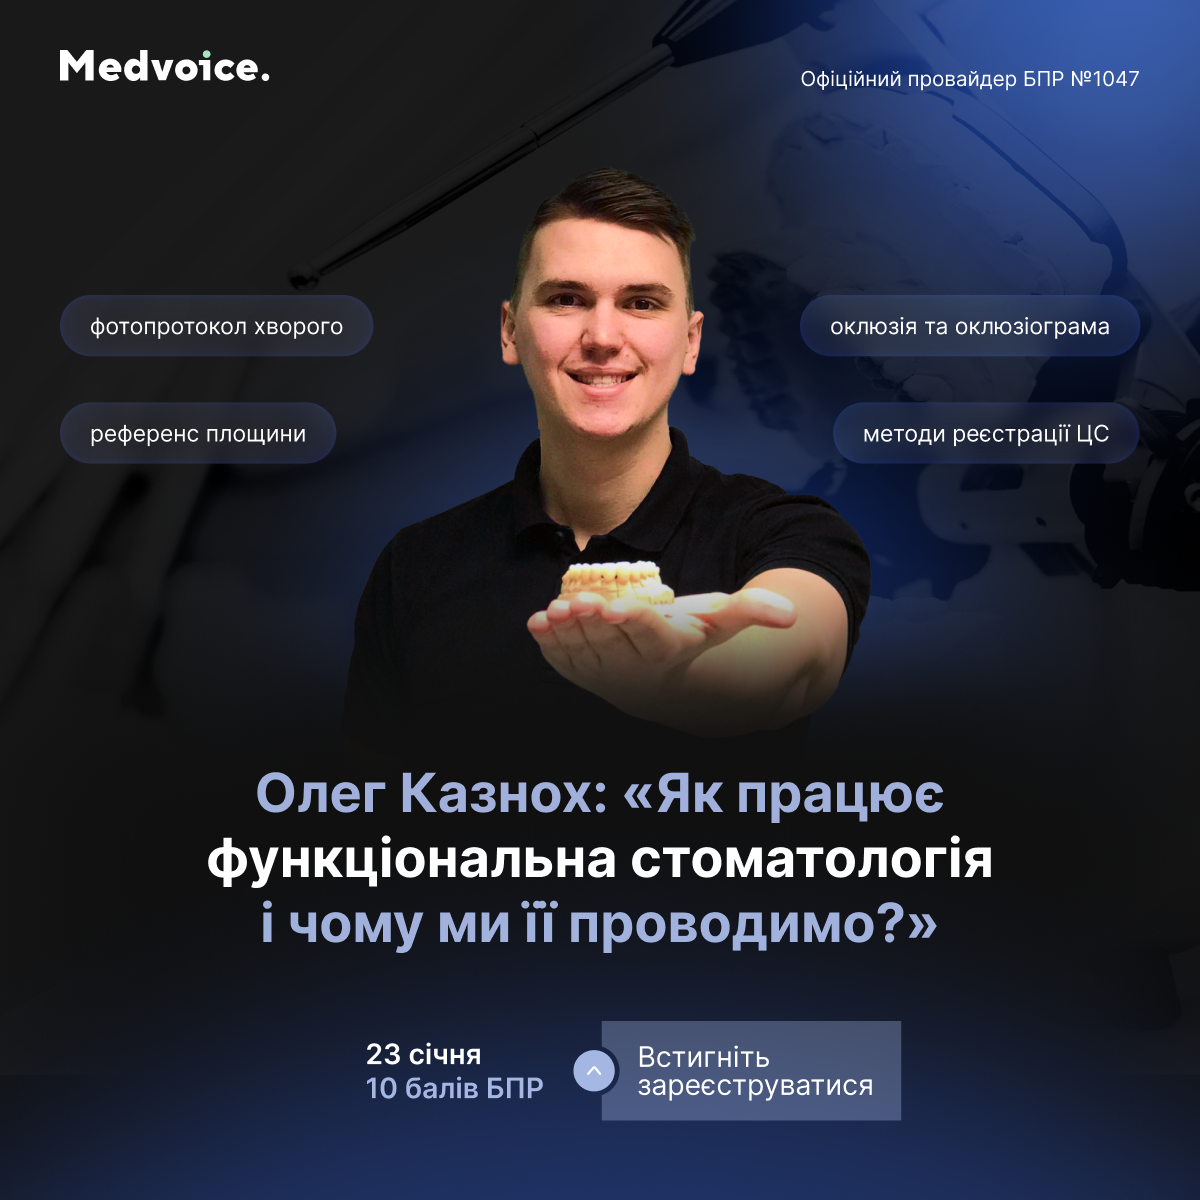 Medvoice.
Офіційний провайдер БПР №1047
фотопротокол хворого
оклюзія та оклюзіограма
референс площини
методи реєстрації ЦС
Олег Казнох: «Як працює
функціональна стоматологія
і чому ми її проводимо?»
23 січня
10 балів БПР
Встигніть
зареєструватися